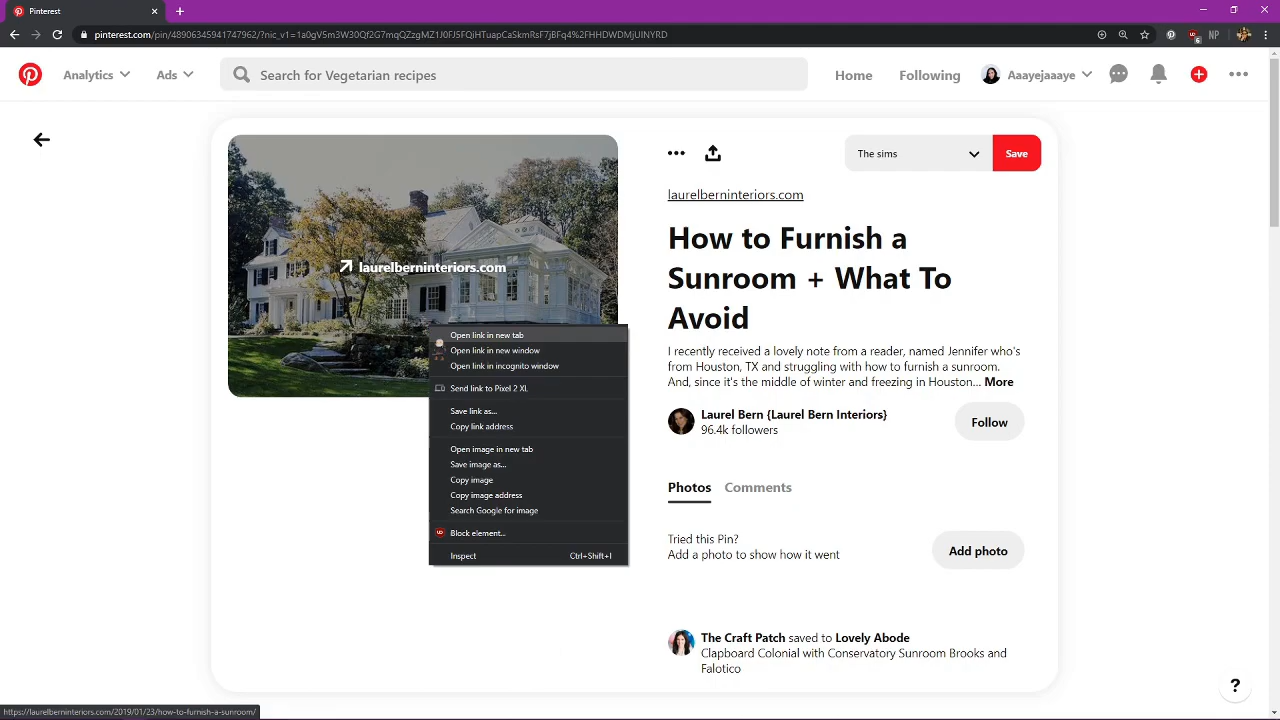 Pinterest
pinterest.com/pin/48906345941747962/?nic_v1=1a0gV5m3W30Qf2G7mqQZzgMZ1J0FJ5FQiHTuapCaSkmRsF7jBFq4%2FHHDWDMjUINYRD
6
NP
Analytics
Ads
Search for Vegetarian recipes
Home
Following
Aaayejaaaye
The sims
Save
laurelberninteriors.com
laurelberninteriors.com
How to Furnish a
Sunroom + What To
Avoid
I recently received a lovely note from a reader, named Jennifer who's
from Houston, TX and struggling with how to furnish a sunroom.
And, since it's the middle of winter and freezing in Houston... More
Laurel Bern {Laurel Bern Interiors}
96.4k followers
Follow
Photos Comments
Tried this Pin?
Add a photo to show how it went
Add photo
The Craft Patch saved to Lovely Abode
Clapboard Colonial with Conservatory Sunroom Brooks and
Falotico
Open link in new tab
Open link in new window
Open link in incognito window
Send link to Pixel 2 XL
Save link as...
Copy link address
Open image in new tab
Save image as...
Copy image
Copy image address
Search Google for image
Block element...
Inspect Ctrl+Shift+I
?
https://laurelberninteriors.com/2019/01/23/how-to-furnish-a-sunroom/